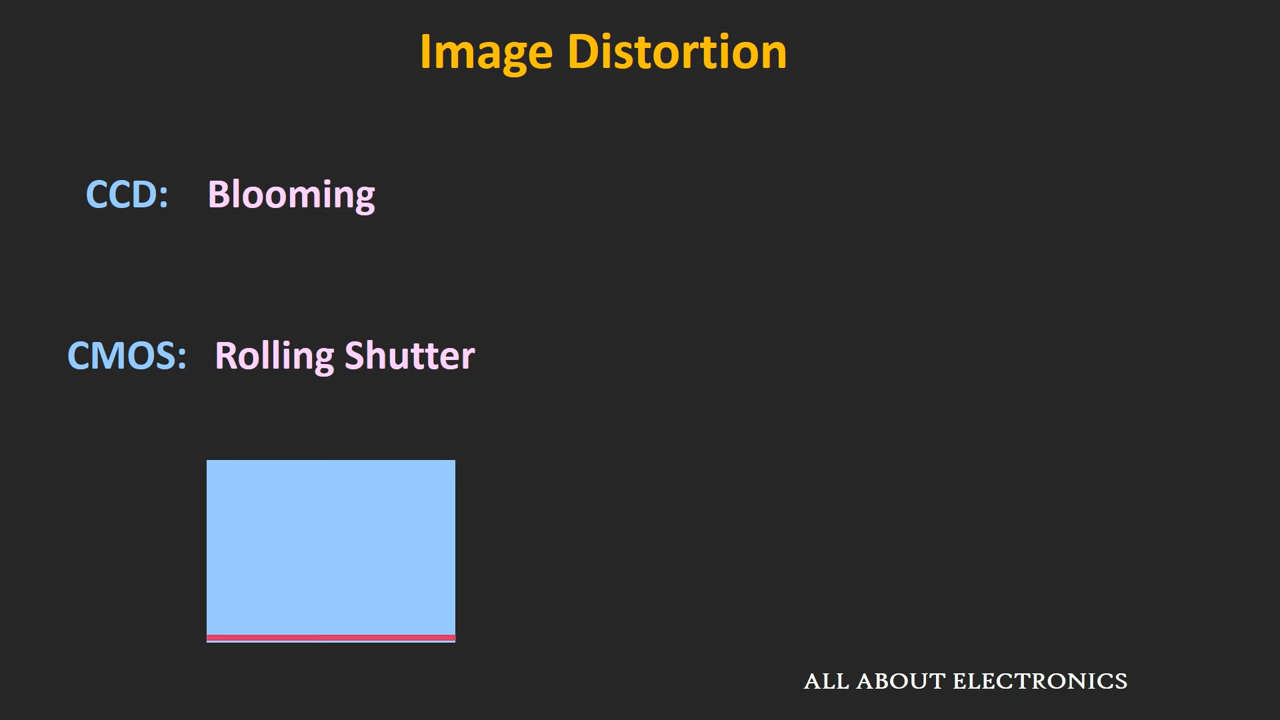 Image Distortion
CCD: Blooming
CMOS: Rolling Shutter
ALL ABOUT ELECTRONICS